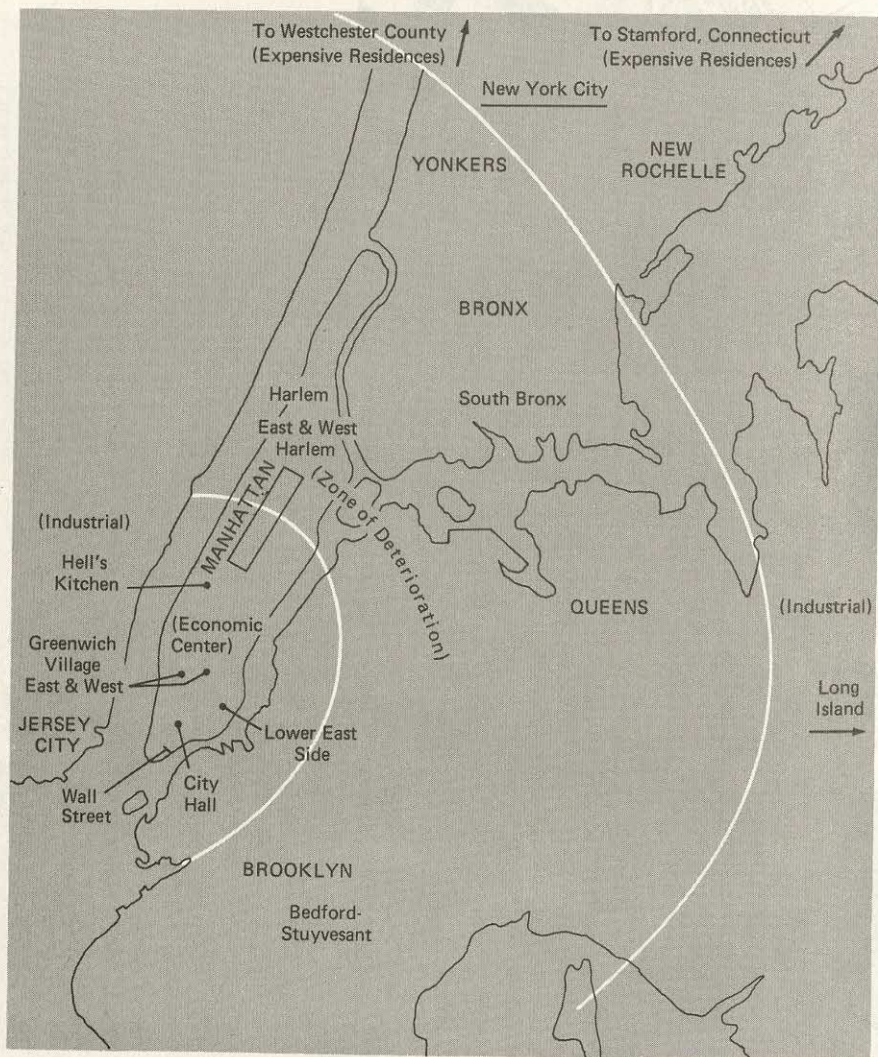 To Westchester County
(Expensive Residences)
To Stamford, Connecticut
(Expensive Residences)
New York City
YONKERS
NEW
ROCHELLE
BRONX
South Bronx
Harlem
East & West
Harlem
(Zone of Deterioration)
MANHATTAN
(Industrial)
Hell's
Kitchen
QUEENS
(Industrial)
(Economic
Center)
Greenwich
Village
East & West
Long
Island
JERSEY
CITY
Lower East
Side
Wall
Street
City
Hall
BROOKLYN
Bedford-
Stuyvesant